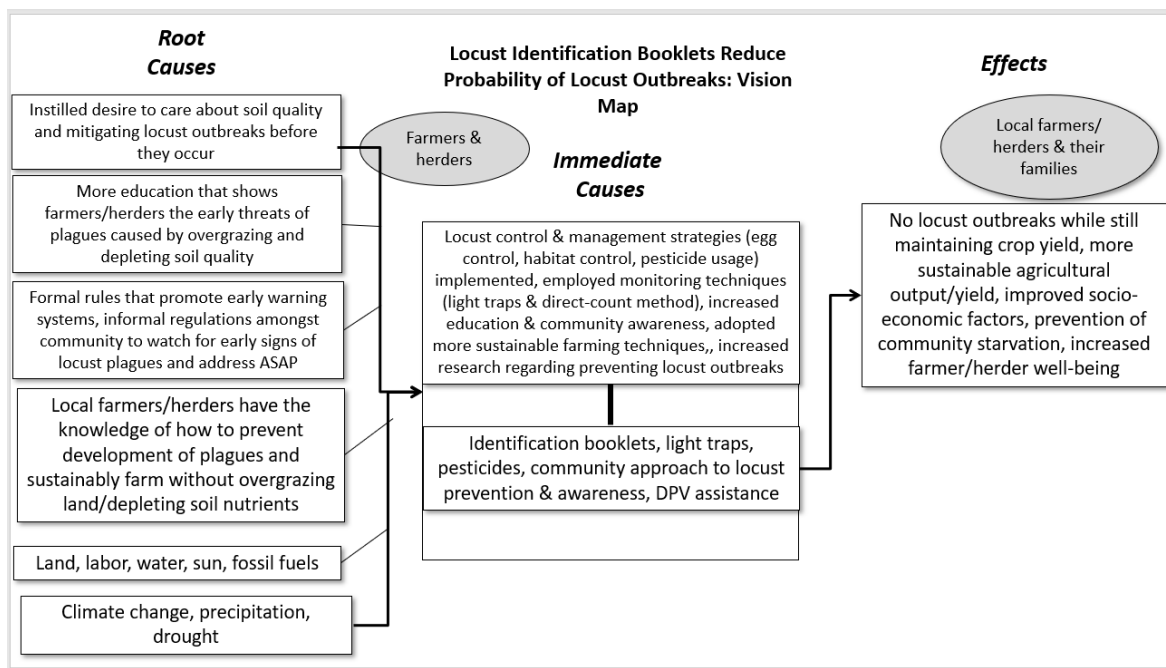 Root
Causes
Instilled desire to care about soil quality
and mitigating locust outbreaks before
they occur
More education that shows
farmers/herders the early threats of
plagues caused by overgrazing and
depleting soil quality
Formal rules that promote early warning
systems, informal regulations amongst
community to watch for early signs of
locust plagues and address ASAP
Local farmers/herders have the
knowledge of how to prevent
development of plagues and
sustainably farm without overgrazing
land/depleting soil nutrients
Land, labor, water, sun, fossil fuels
Climate change, precipitation,
drought
Locust Identification Booklets Reduce
Probability of Locust Outbreaks: Vision
Map
Farmers &
herders
Immediate
Causes
Locust control & management strategies (egg
control, habitat control, pesticide usage)
implemented, employed monitoring techniques
(light traps & direct-count method), increased
education & community awareness, adopted
more sustainable farming techniques,, increased
research regarding preventing locust outbreaks
Identification booklets, light traps,
pesticides, community approach to locust
prevention & awareness, DPV assistance
Effects
Local farmers/
herders & their
families
No locust outbreaks while still
maintaining crop yield, more
sustainable agricultural
output/yield, improved socio-
economic factors, prevention of
community starvation, increased
farmer/herder well-being